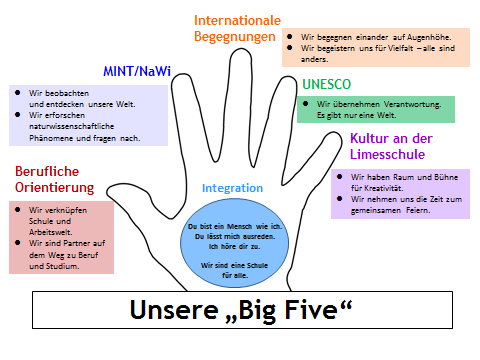 Internationale
Begegnungen
• Wir begegnen einander auf Augenhöhe.
• Wir begeistern uns für Vielfalt – alle sind
anders.
MINT/NaWi
• Wir beobachten
und entdecken unsere Welt.
• Wir erforschen
naturwissenschaftliche
Phänomene und fragen nach.
UNESCO
• Wir übernehmen Verantwortung.
Es gibt nur eine Welt.
Kultur an der
Limesschule
• Wir haben Raum und Bühne
für Kreativität.
• Wir nehmen uns die Zeit zum
gemeinsamen Feiern.
Berufliche
Orientierung
• Wir verknüpfen
Schule und
Arbeitswelt.
• Wir sind Partner auf
dem Weg zu Beruf
und Studium.
Integration
Du bist ein Mensch wie ich.
Du lässt mich ausreden.
Ich höre dir zu.
Wir sind eine Schule
für alle.
Unsere „Big Five“